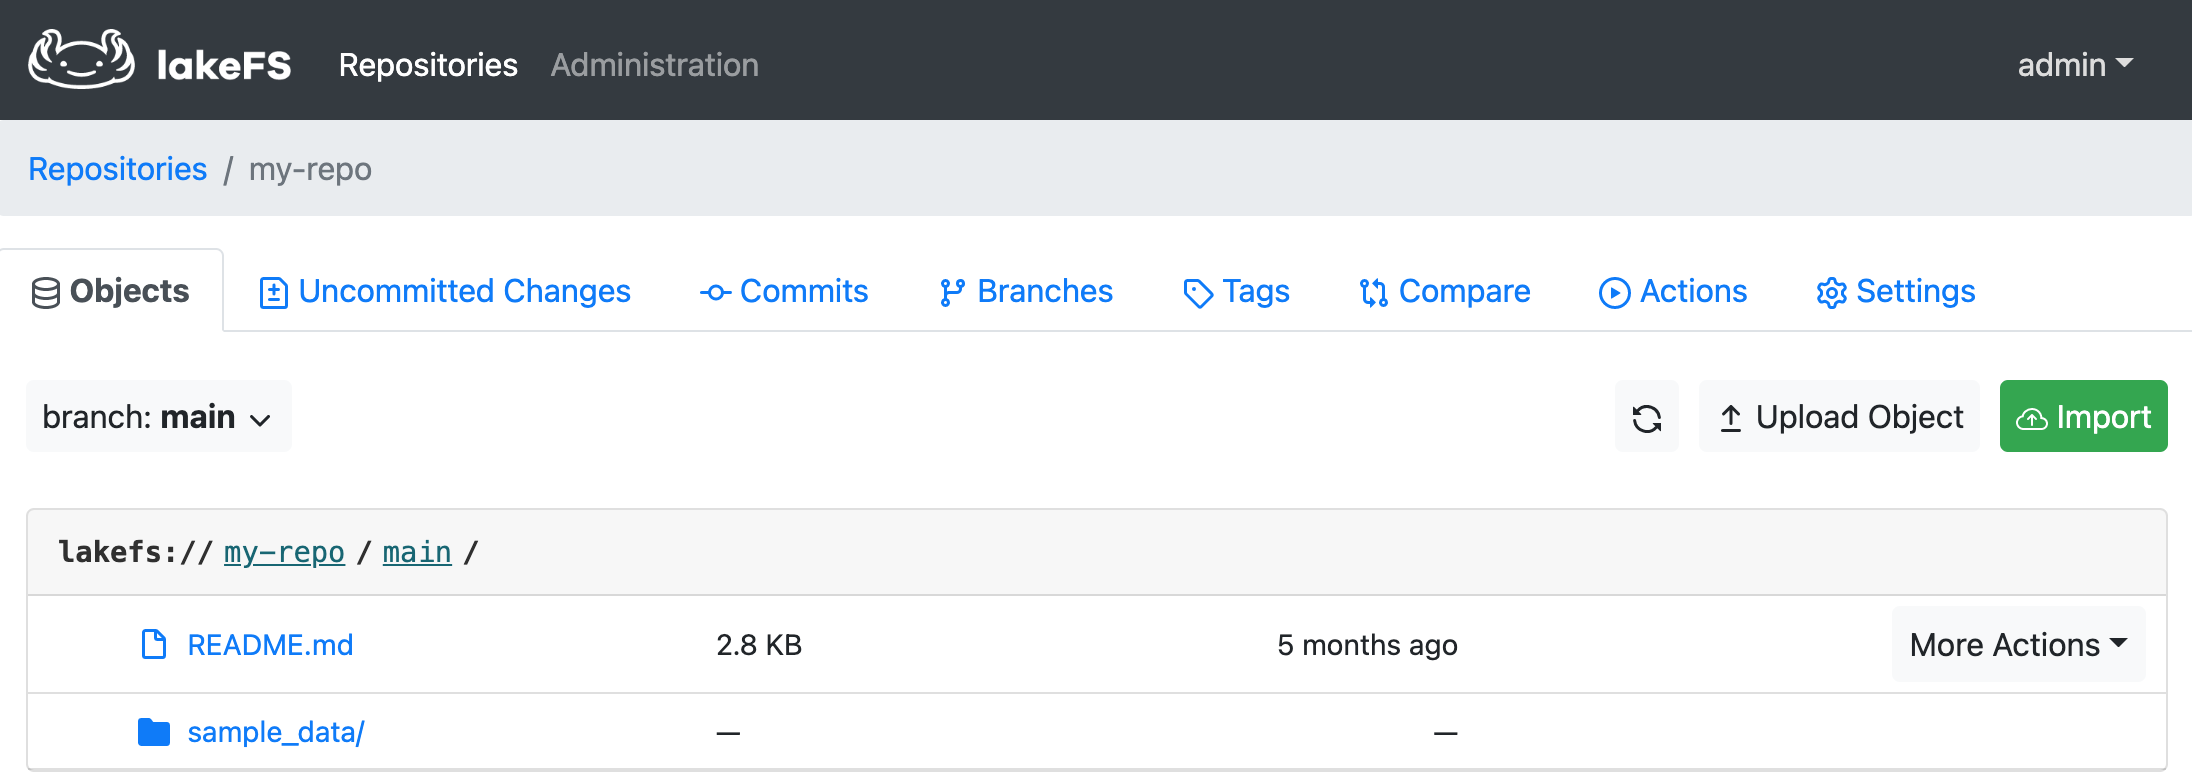 lakeFS Repositories Administration admin
Repositories / my-repo
Objects Uncommitted Changes Commits Branches Tags Compare Actions Settings
branch: main Upload Object Import
lakefs:// my-repo / main /
README.md 2.8 KB 5 months ago More Actions
sample_data/ — —